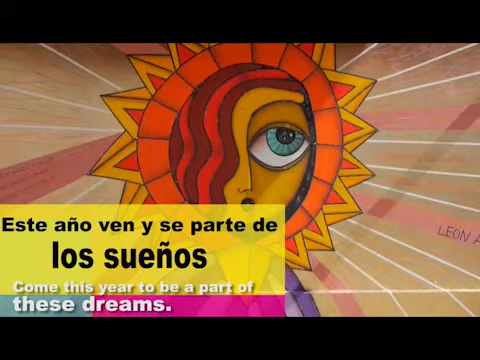 Este año ven y se parte de
los sueños
Come this year to be a part of
these dreams.
LEON A